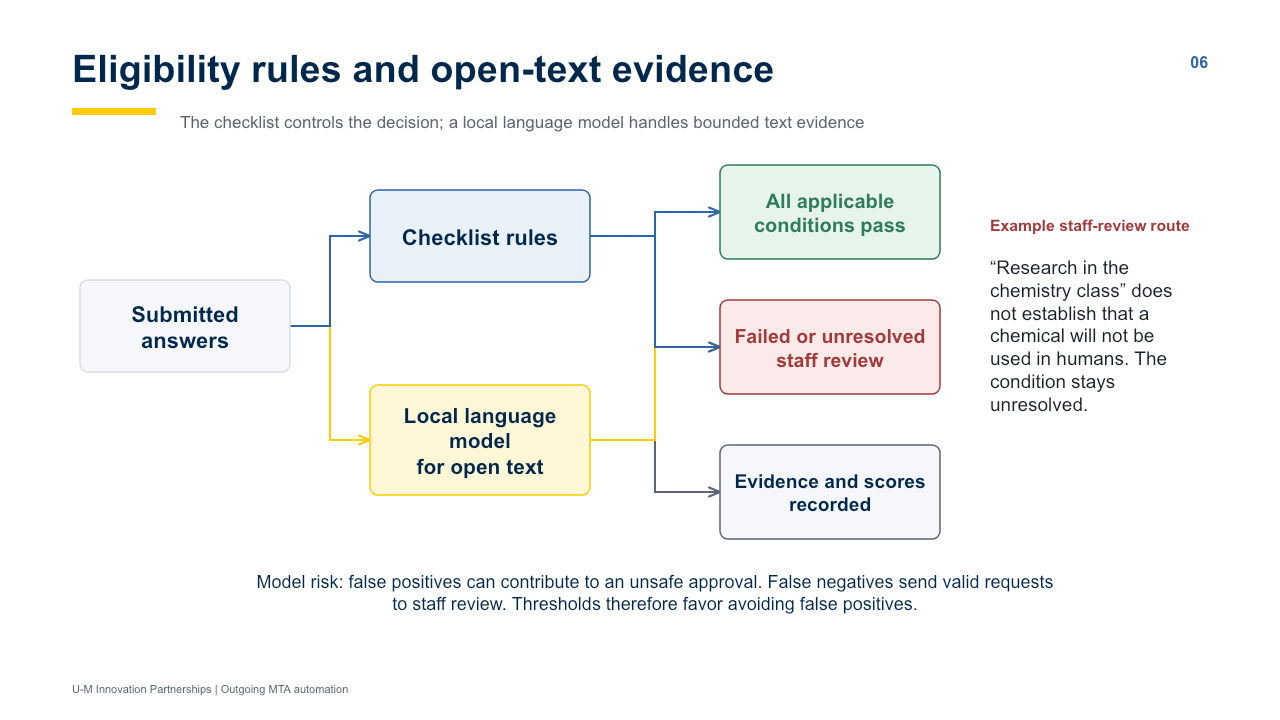 Eligibility rules and open-text evidence
06
The checklist controls the decision; a local language model handles bounded text evidence
Submitted
answers
Checklist rules
Local language
model
for open text
All applicable
conditions pass
Failed or unresolved
staff review
Evidence and scores
recorded
Example staff-review route
“Research in the
chemistry class” does
not establish that a
chemical will not be
used in humans. The
condition stays
unresolved.
Model risk: false positives can contribute to an unsafe approval. False negatives send valid requests
to staff review. Thresholds therefore favor avoiding false positives.
U-M Innovation Partnerships | Outgoing MTA automation